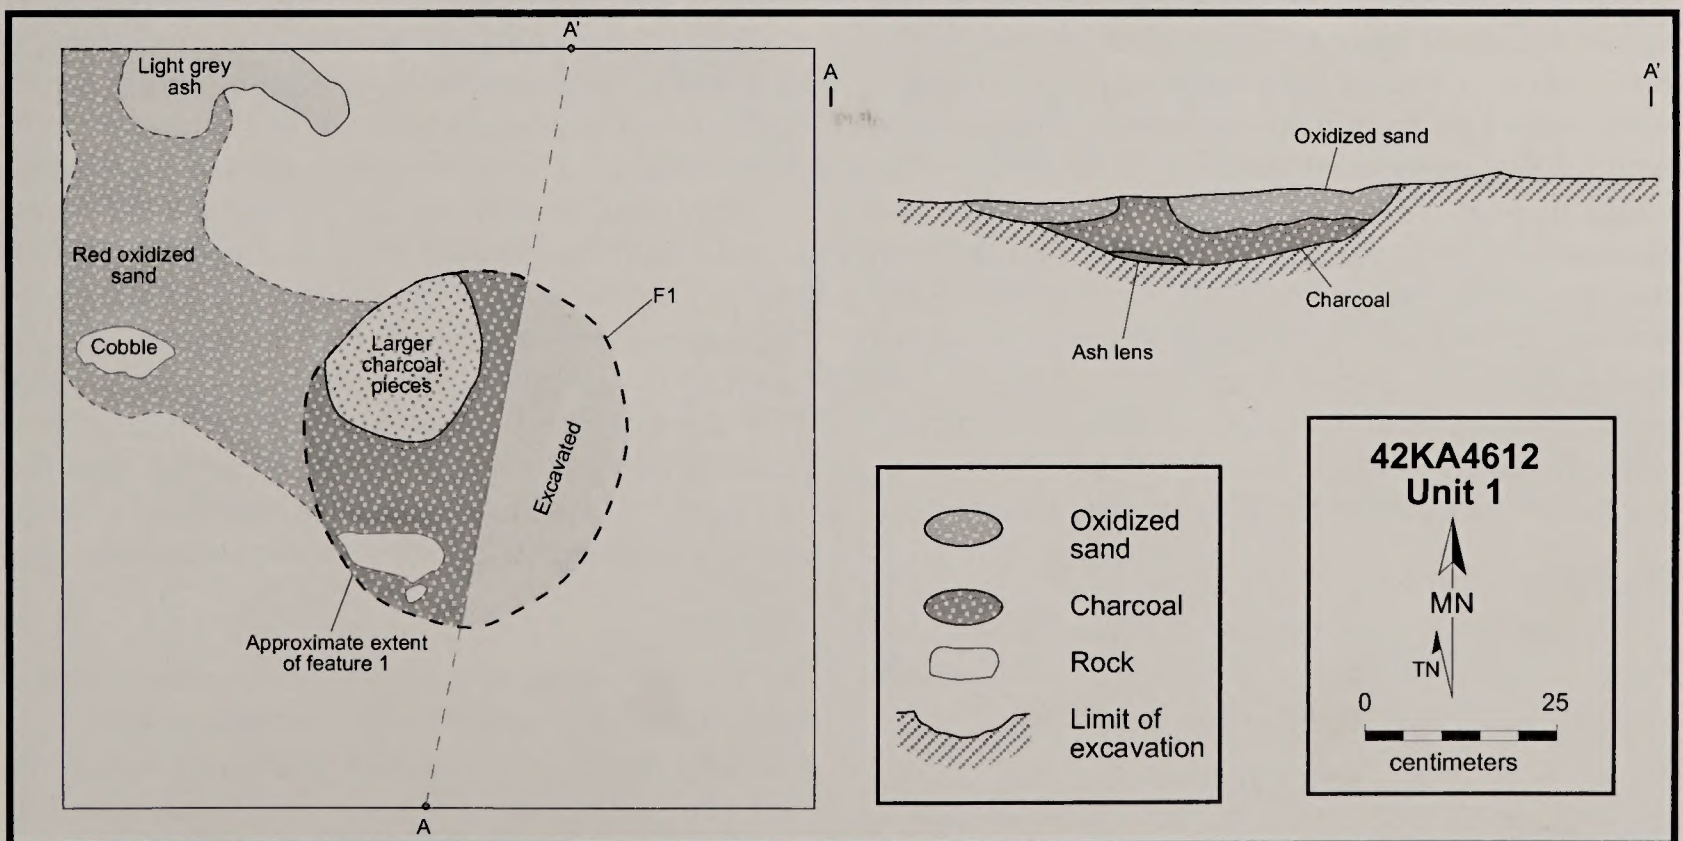 A'
Light grey
ash
Red oxidized
sand
Cobble
Larger
charcoal
pieces
F1
Excavated
Approximate extent
of feature 1
A
A
A'
Oxidized sand
Charcoal
Ash lens
Oxidized
sand
Charcoal
Rock
Limit of
excavation
42KA4612
Unit 1
MN
TN
0 25
centimeters